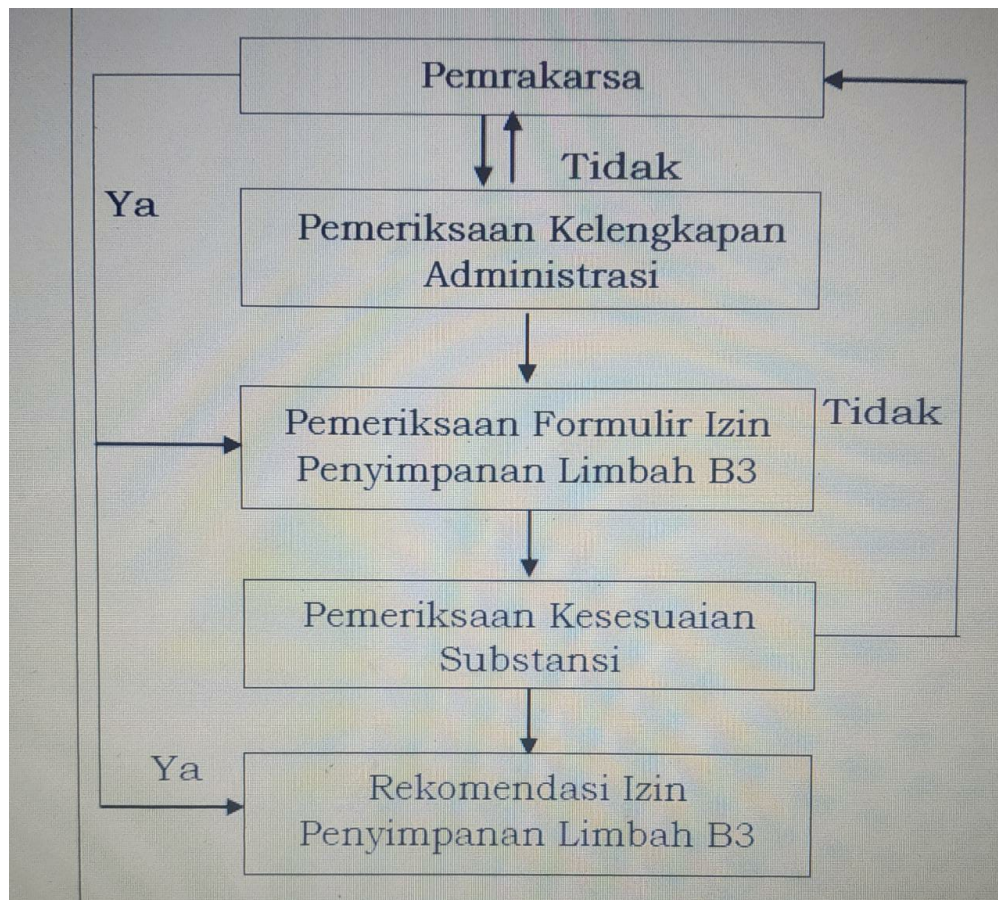 Pemrakarsa
Tidak
Ya
Pemeriksaan Kelengkapan
Administrasi
Pemeriksaan Formulir Izin
Penyimpanan Limbah B3
Tidak
Pemeriksaan Kesesuaian
Substansi
Ya
Rekomendasi Izin
Penyimpanan Limbah B3